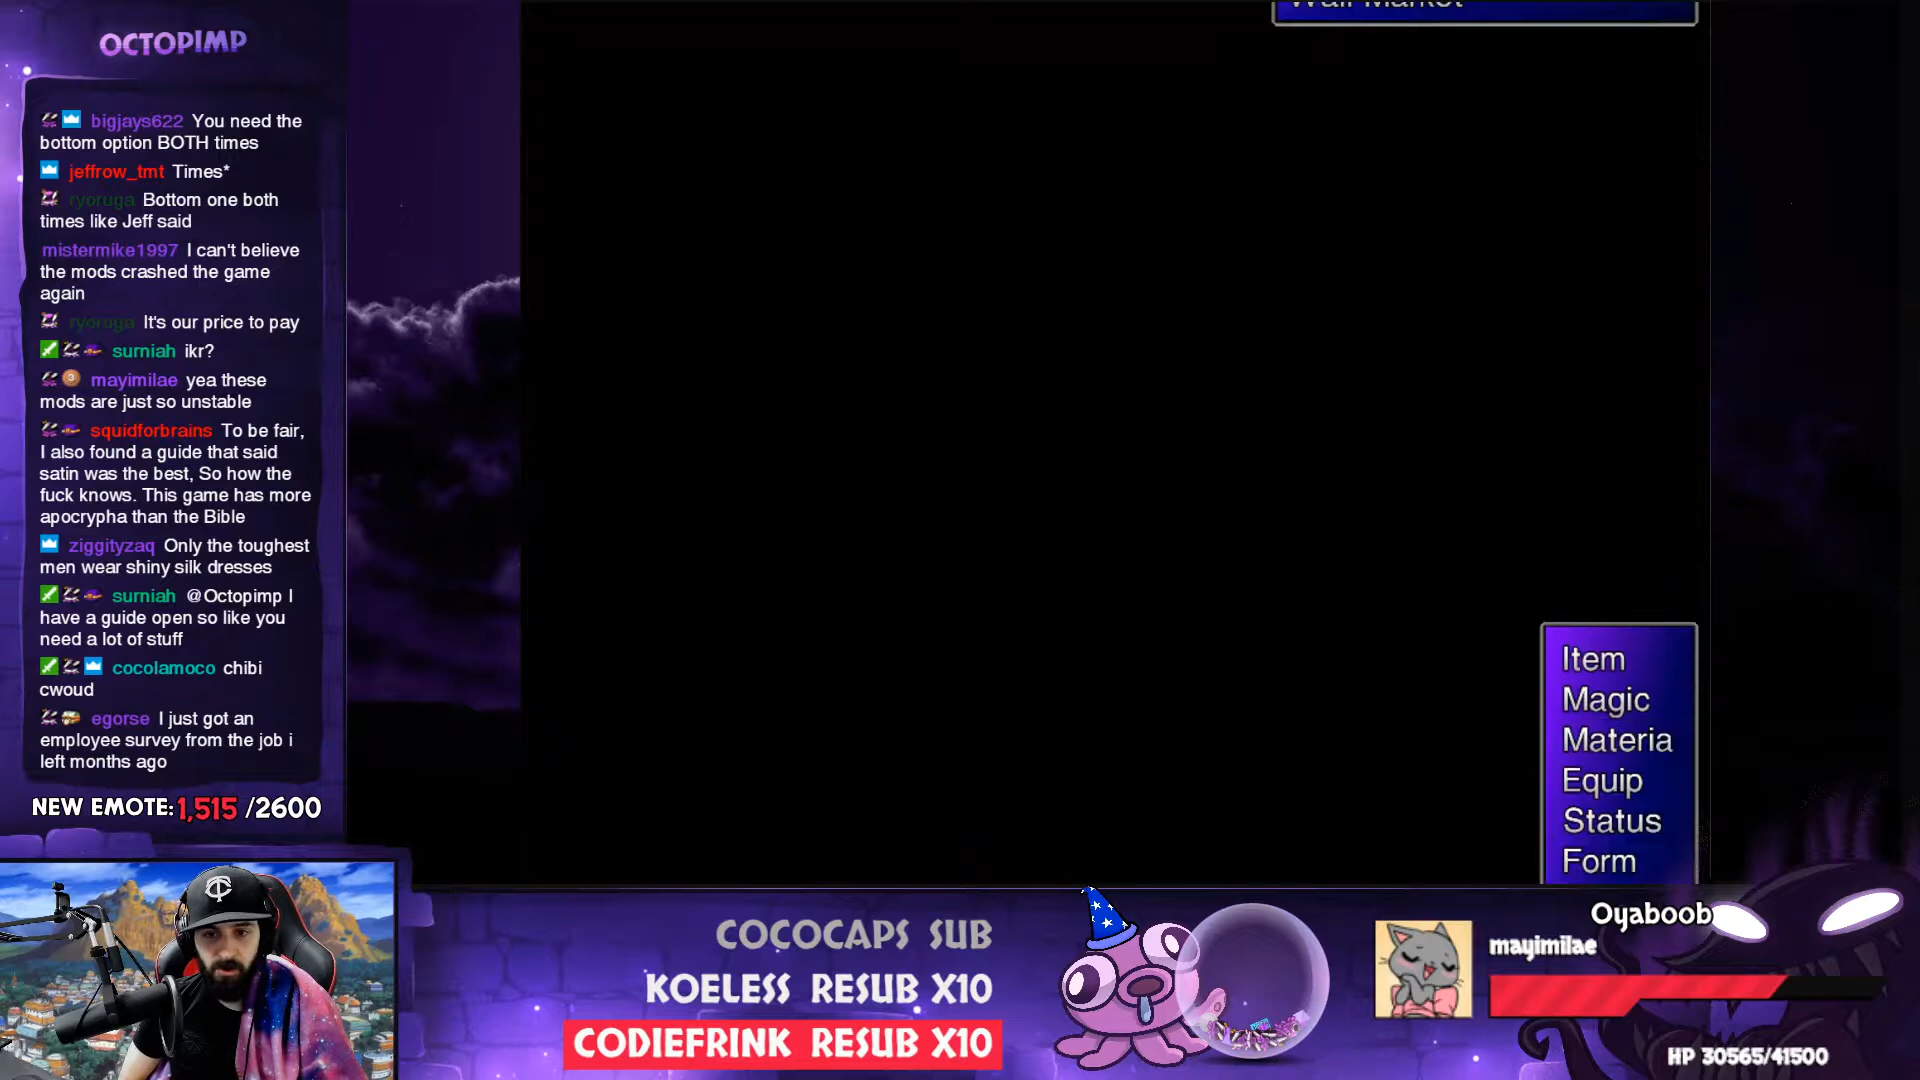 OCTOPIMP
bigjays622 You need the
bottom option BOTH times
jeffrow_tmt Times*
ryoruga Bottom one both
times like Jeff said
mistermike1997 I can't believe
the mods crashed the game
again
ryoruga It's our price to pay
surniah ikr?
3 mayimilae yea these
mods are just so unstable
squidforbrains To be fair,
I also found a guide that said
satin was the best, So how the
fuck knows. This game has more
apocrypha than the Bible
ziggityzaq Only the toughest
men wear shiny silk dresses
surniah @Octopimp I
have a guide open so like you
need a lot of stuff
cocolamoco chibi
cwoud
egorse I just got an
employee survey from the job i
left months ago
NEW EMOTE: 1,515 /2600
Wall Market
Item
Magic
Materia
Equip
Status
Form
TC
COCOCAPS SUB
KOELESS RESUB X10
CODIEFRINK RESUB X10
Oyaboob
mayimilae
HP 30565/41500